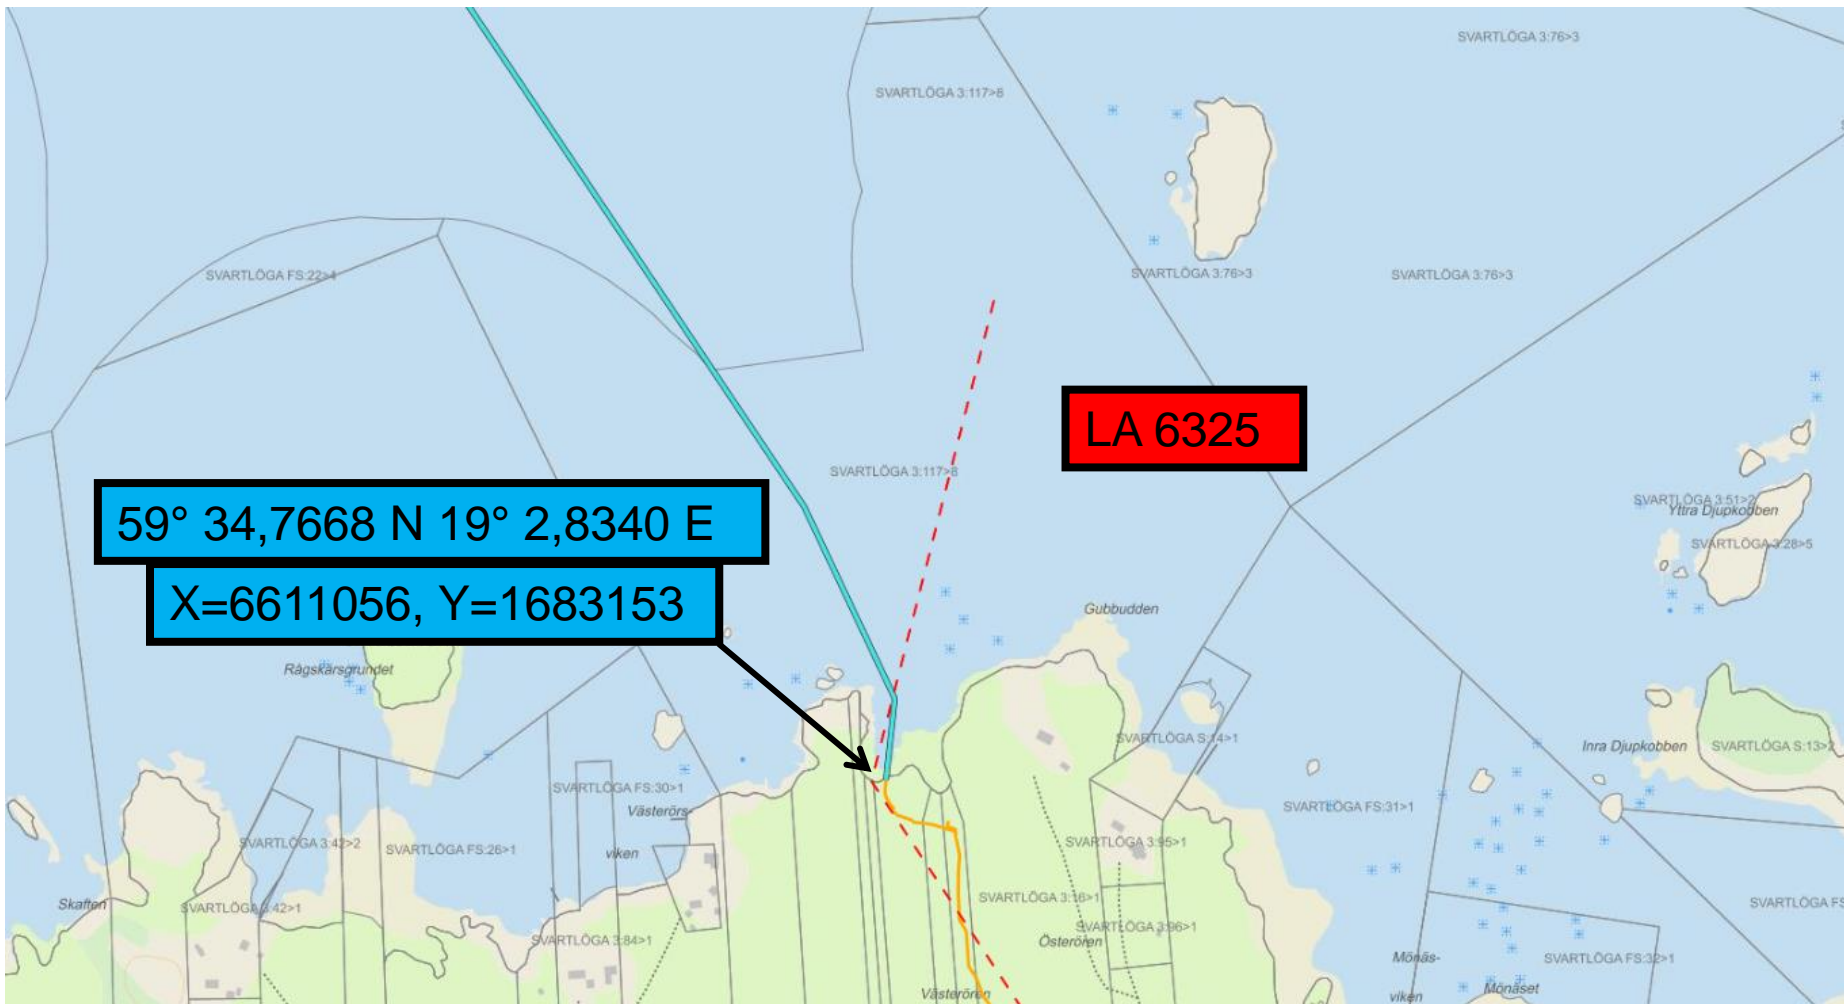 SVARTLÖGA 3:76>3
SVARTLÖGA 3:117>8
SVARTLÖGA FS:22>4
SVARTLÖGA 3:76>3
SVARTLÖGA 3:76>3
LA 6325
SVARTLÖGA 3:117>8
59° 34,7668 N 19° 2,8340 E
SVARTLÖGA 3:51>2
Yttra Djupkobben
SVARTLÖGA 3:28>5
X=6611056, Y=1683153
Gubbudden
Rågskärsgrundet
SVARTLÖGA S:14>1
Inra Djupkobben
SVARTLÖGA S:13>2
SVARTLÖGA FS:30>1
Västerörs-
viken
SVARTLÖGA FS:31>1
SVARTLÖGA 3:42>2
SVARTLÖGA FS:26>1
SVARTLÖGA 3:95>1
Skaften
SVARTLÖGA 3:42>1
SVARTLÖGA 3:16>1
SVARTLÖGA FS
SVARTLÖGA 3:84>1
SVARTLÖGA 3:96>1
Österören
Mönäs-
viken
SVARTLÖGA FS:32>1
Västerören
Mönäset